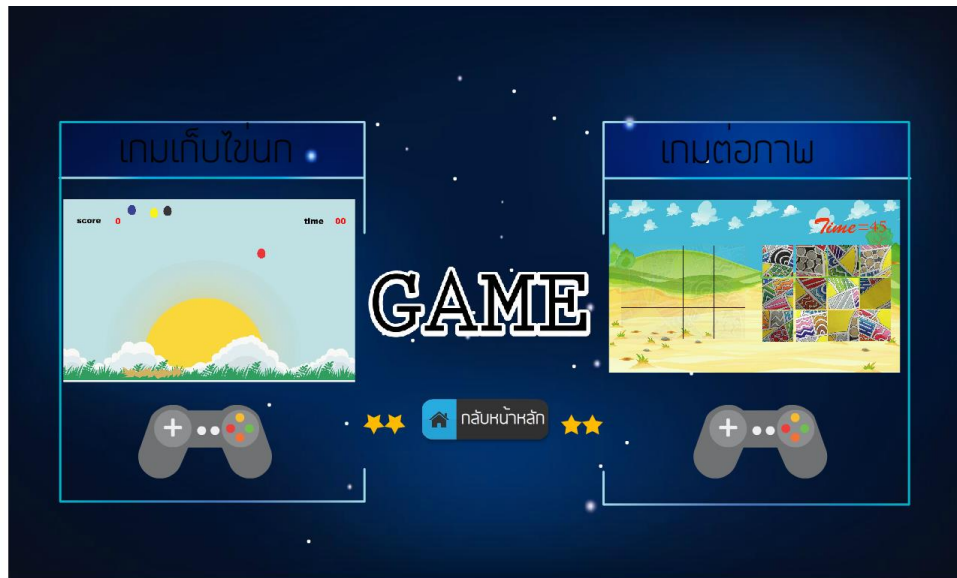 เกมเก็บไข่นก
score 0 time 00
GAME
กลับหน้าหลัก
เกมต่อภาพ
Time=45